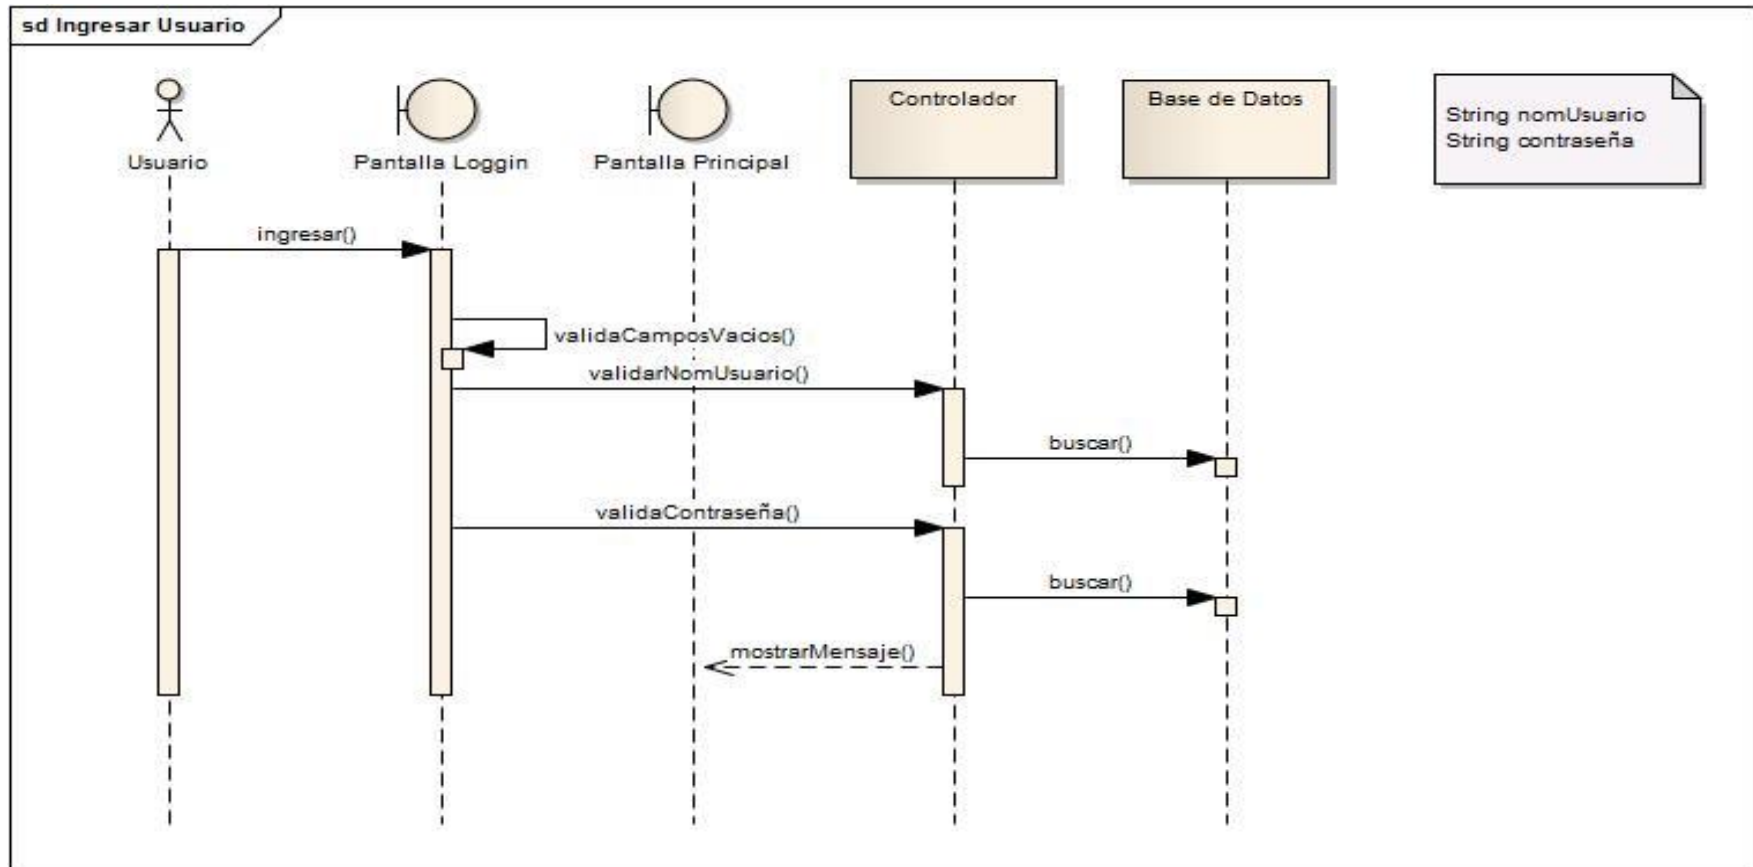 sd Ingresar Usuario
Usuario
Pantalla Loggin
Pantalla Principal
Controlador
Base de Datos
String nomUsuario
String contraseña
ingresar()
validaCamposVacios()
validarNomUsuario()
buscar()
validaContraseña()
buscar()
mostrarMensaje()